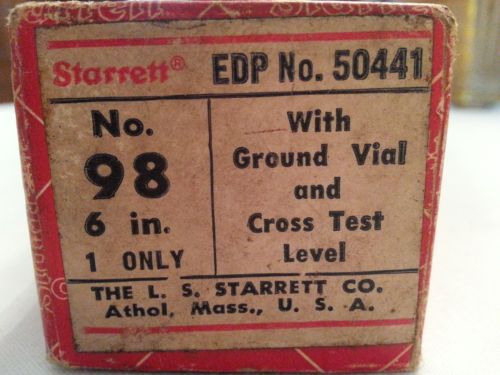 Starrett® EDP No. 50441
No.
98
6 in.
1 ONLY
With
Ground Vial
and
Cross Test
Level
THE L. S. STARRETT CO.
Athol, Mass., U. S. A.